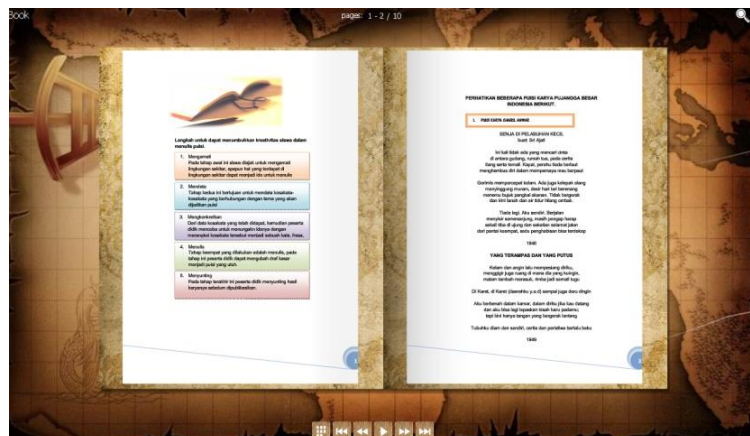 Book
pages: 1 - 2 / 10
Langkah untuk dapat menumbuhkan kreativitas siswa dalam
menulis puisi.
1. Mengamati
Pada tahap awal ini siswa diajak untuk mengamati
lingkungan sekitar, apapun hal yang terdapat di
lingkungan sekitar dapat menjadi ide untuk menulis
2. Mendata
Tahap kedua ini bertujuan untuk mendata kosakata-
kosakata yang berhubungan dengan tema yang akan
dijadikan puisi
3. Mengkonkretkan
Dari data kosakata yang telah didapat, kemudian peserta
didik mencoba untuk menuangkan idenya dengan
merangkai kosakata tersebut menjadi sebuah kata, frasa,
4. Menulis
Tahap keempat yang dilakukan adalah menulis, pada
tahap ini peserta didik dapat mengubah draf kasar
menjadi puisi yang utuh.
5. Menyunting
Pada tahap terakhir ini peserta didik menyunting hasil
karyanya sebelum dipublikasikan
1
PERHATIKAN BEBERAPA PUISI KARYA PUJANGGA BESAR
INDONESIA BERIKUT.
1. PUISI KARYA CHAIRIL ANWAR
SENJA DI PELABUHAN KECIL
buat: Sri Ajati
Ini kali tidak ada yang mencari cinta
di antara gudang, rumah tua, pada cerita
tiang serta temali. Kapal, perahu tiada berlaut
menghembus diri dalam mempercaya mau berpaut
Gerimis mempercepat kelam. Ada juga kelepak elang
menyinggung muram, desir hari lari berenang
menemu bujuk pangkal akanan. Tidak bergerak
dan kini tanah dan air tidur hilang ombak.
Tiada lagi. Aku sendiri. Berjalan
menyisir semenanjung, masih pengap harap
sekali tiba di ujung dan sekalian selamat jalan
dari pantai keempat, sedu penghabisan bisa terdekap
1946
YANG TERAMPAS DAN YANG PUTUS
Kelam dan angin lalu mempesiang diriku,
menggigir juga ruang di mana dia yang kuingin,
malam tambah merasuk, rimba jadi semati tugu
Di Karet, di Karet (daerahku y.a.d) sampai juga deru dingin
Aku berbenah dalam kamar, dalam diriku jika kau datang
dan aku bisa lagi lepaskan kisah baru padamu;
tapi kini hanya tangan yang bergerak lantang
Tubuhku diam dan sendiri, cerita dan peristiwa berlalu beku
1949
2